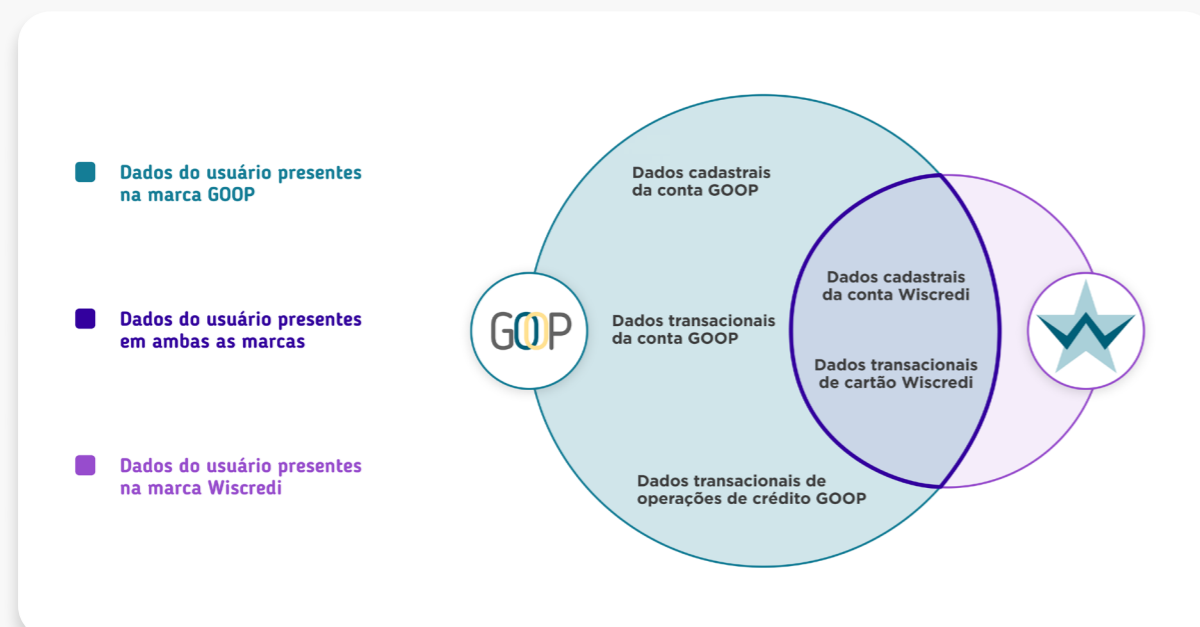 Dados do usuário presentes
na marca GOOP
Dados do usuário presentes
em ambas as marcas
Dados do usuário presentes
na marca Wiscredi
Dados cadastrais
da conta GOOP
GOOP
Dados transacionais
da conta GOOP
Dados transacionais de
operações de crédito GOOP
Dados cadastrais
da conta Wiscredi
Dados transacionais
de cartão Wiscredi